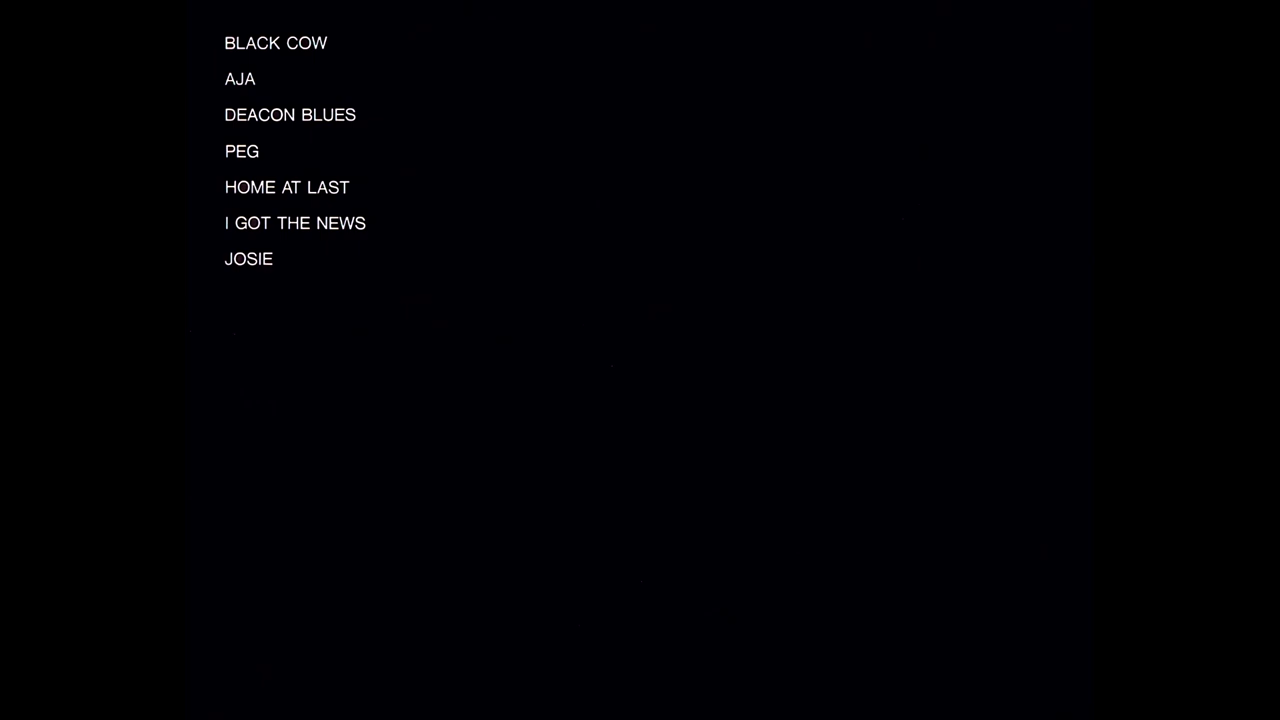 BLACK COW
AJA
DEACON BLUES
PEG
HOME AT LAST
I GOT THE NEWS
JOSIE